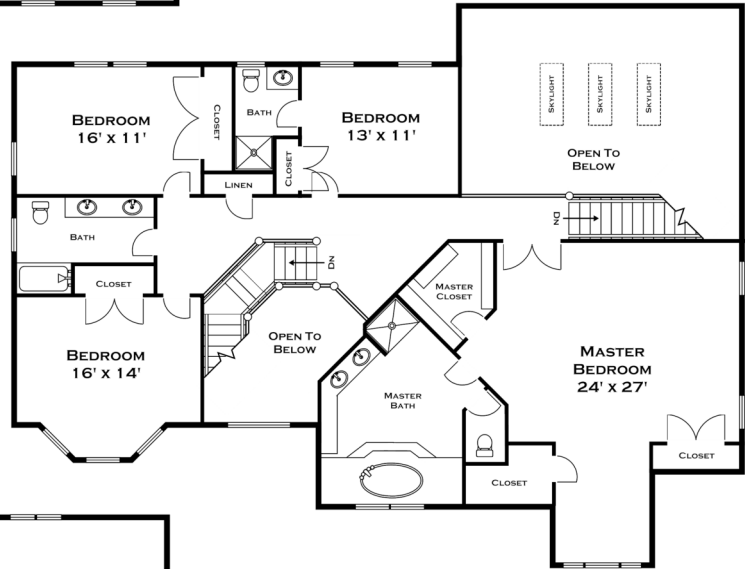 BEDROOM
16' X 11'
CLOSET
BATH
BEDROOM
13' X 11'
SKYLIGHT
SKYLIGHT
SKYLIGHT
OPEN TO
BELOW
LINEN
CLOSET
BATH
DN
CLOSET
DN
MASTER
CLOSET
BEDROOM
16' X 14'
OPEN TO
BELOW
MASTER
BEDROOM
24' X 27'
MASTER
BATH
CLOSET
CLOSET